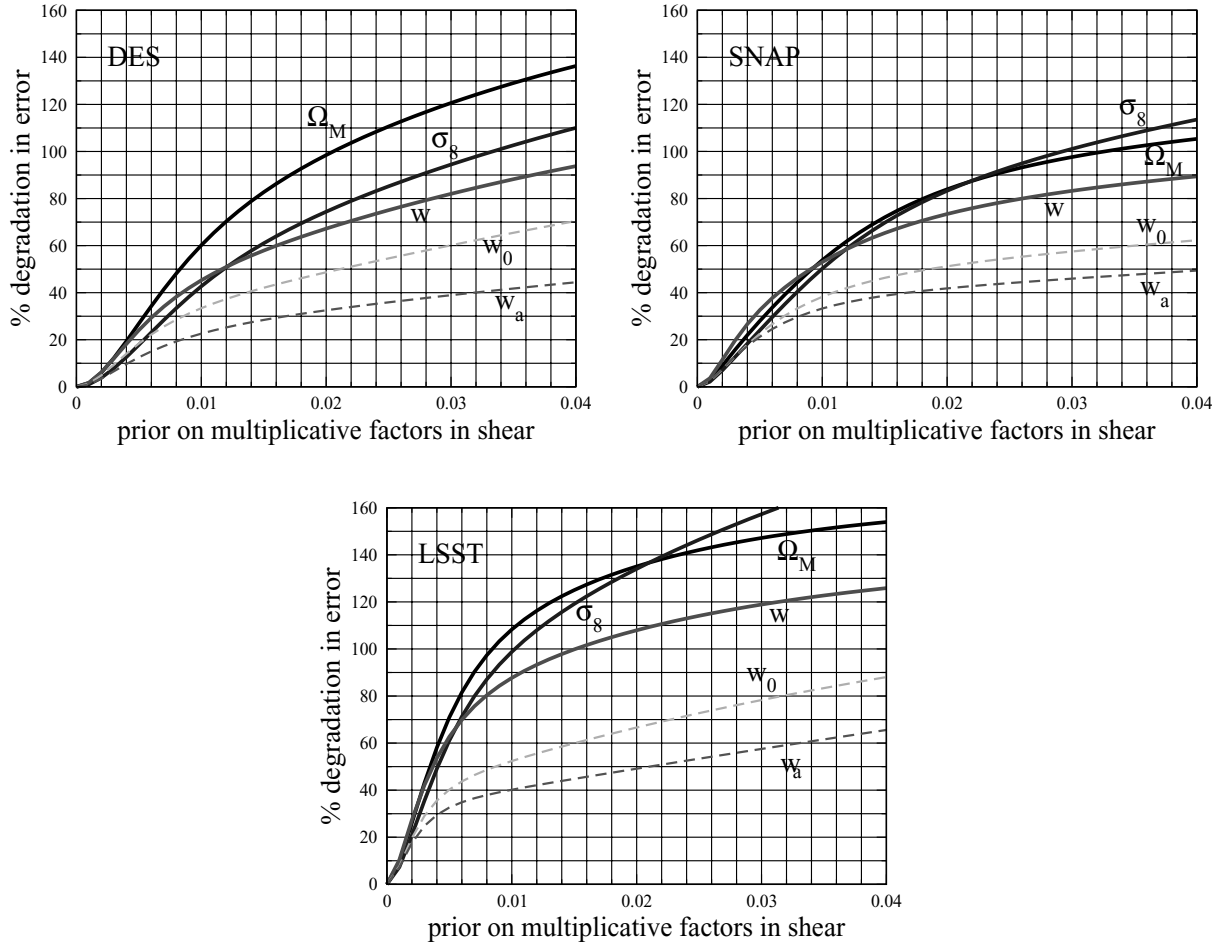 DES
% degradation in error
160
140
120
100
80
60
40
20
0
Ω_M
σ_8
w
w_0
w_a
0 0.01 0.02 0.03 0.04
prior on multiplicative factors in shear
SNAP
% degradation in error
160
140
120
100
80
60
40
20
0
σ_8
Ω_M
w
w_0
w_a
0 0.01 0.02 0.03 0.04
prior on multiplicative factors in shear
LSST
% degradation in error
160
140
120
100
80
60
40
20
0
Ω_M
σ_8
w
w_0
w_a
0 0.01 0.02 0.03 0.04
prior on multiplicative factors in shear